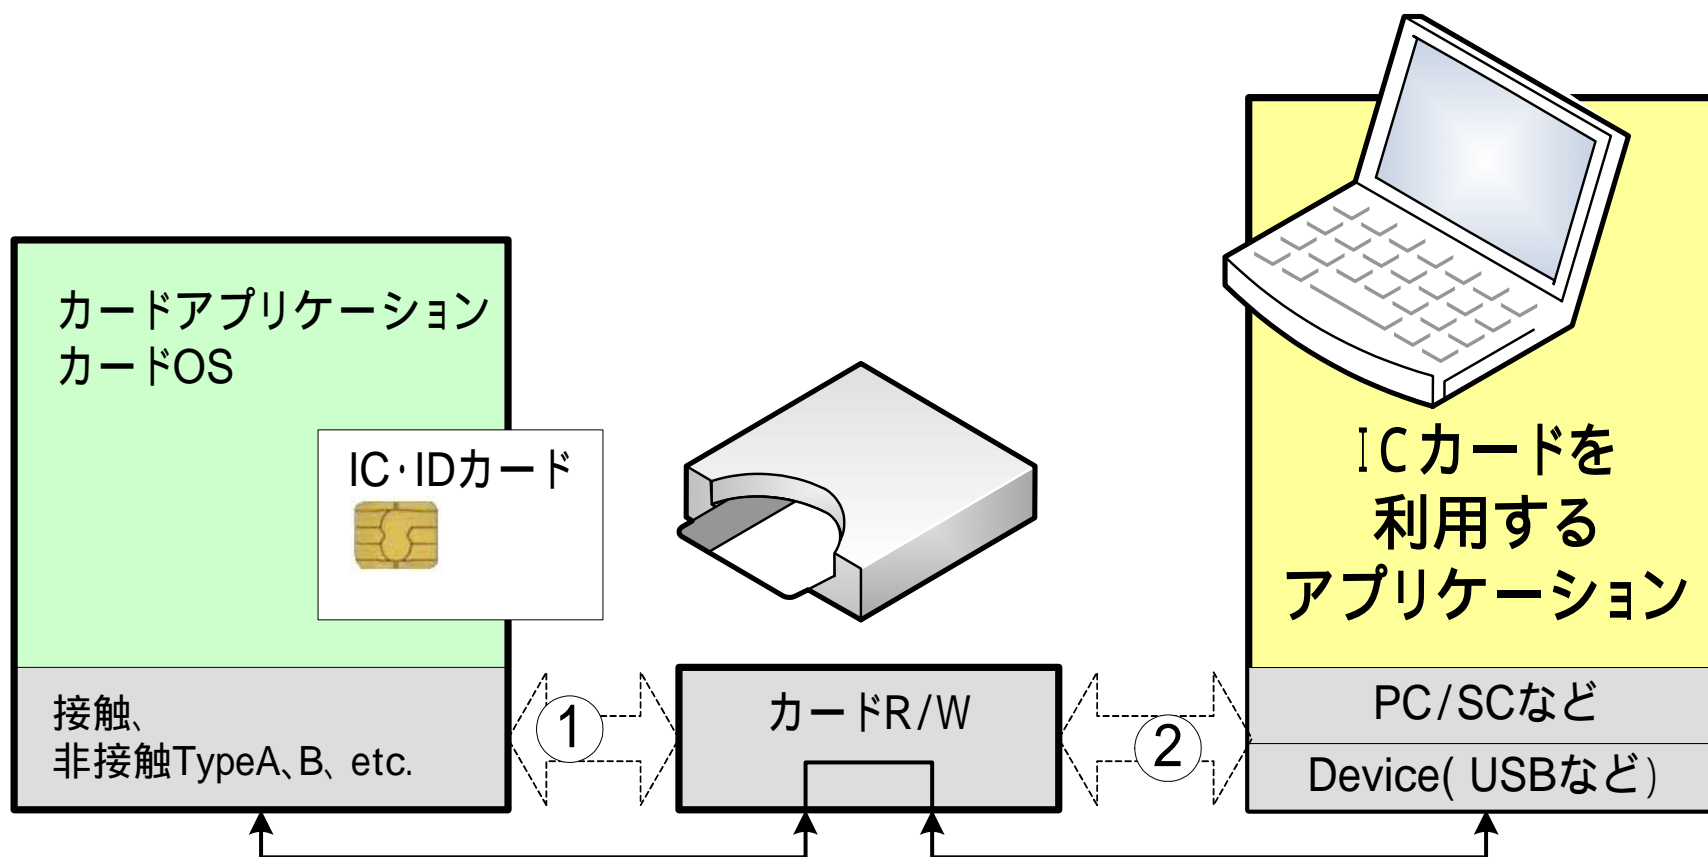 カードアプリケーション
カードOS
IC・IDカード
接触、
非接触TypeA、B、etc.
1
カードR/W
2
ICカードを
利用する
アプリケーション
PC/SCなど
Device(USBなど)